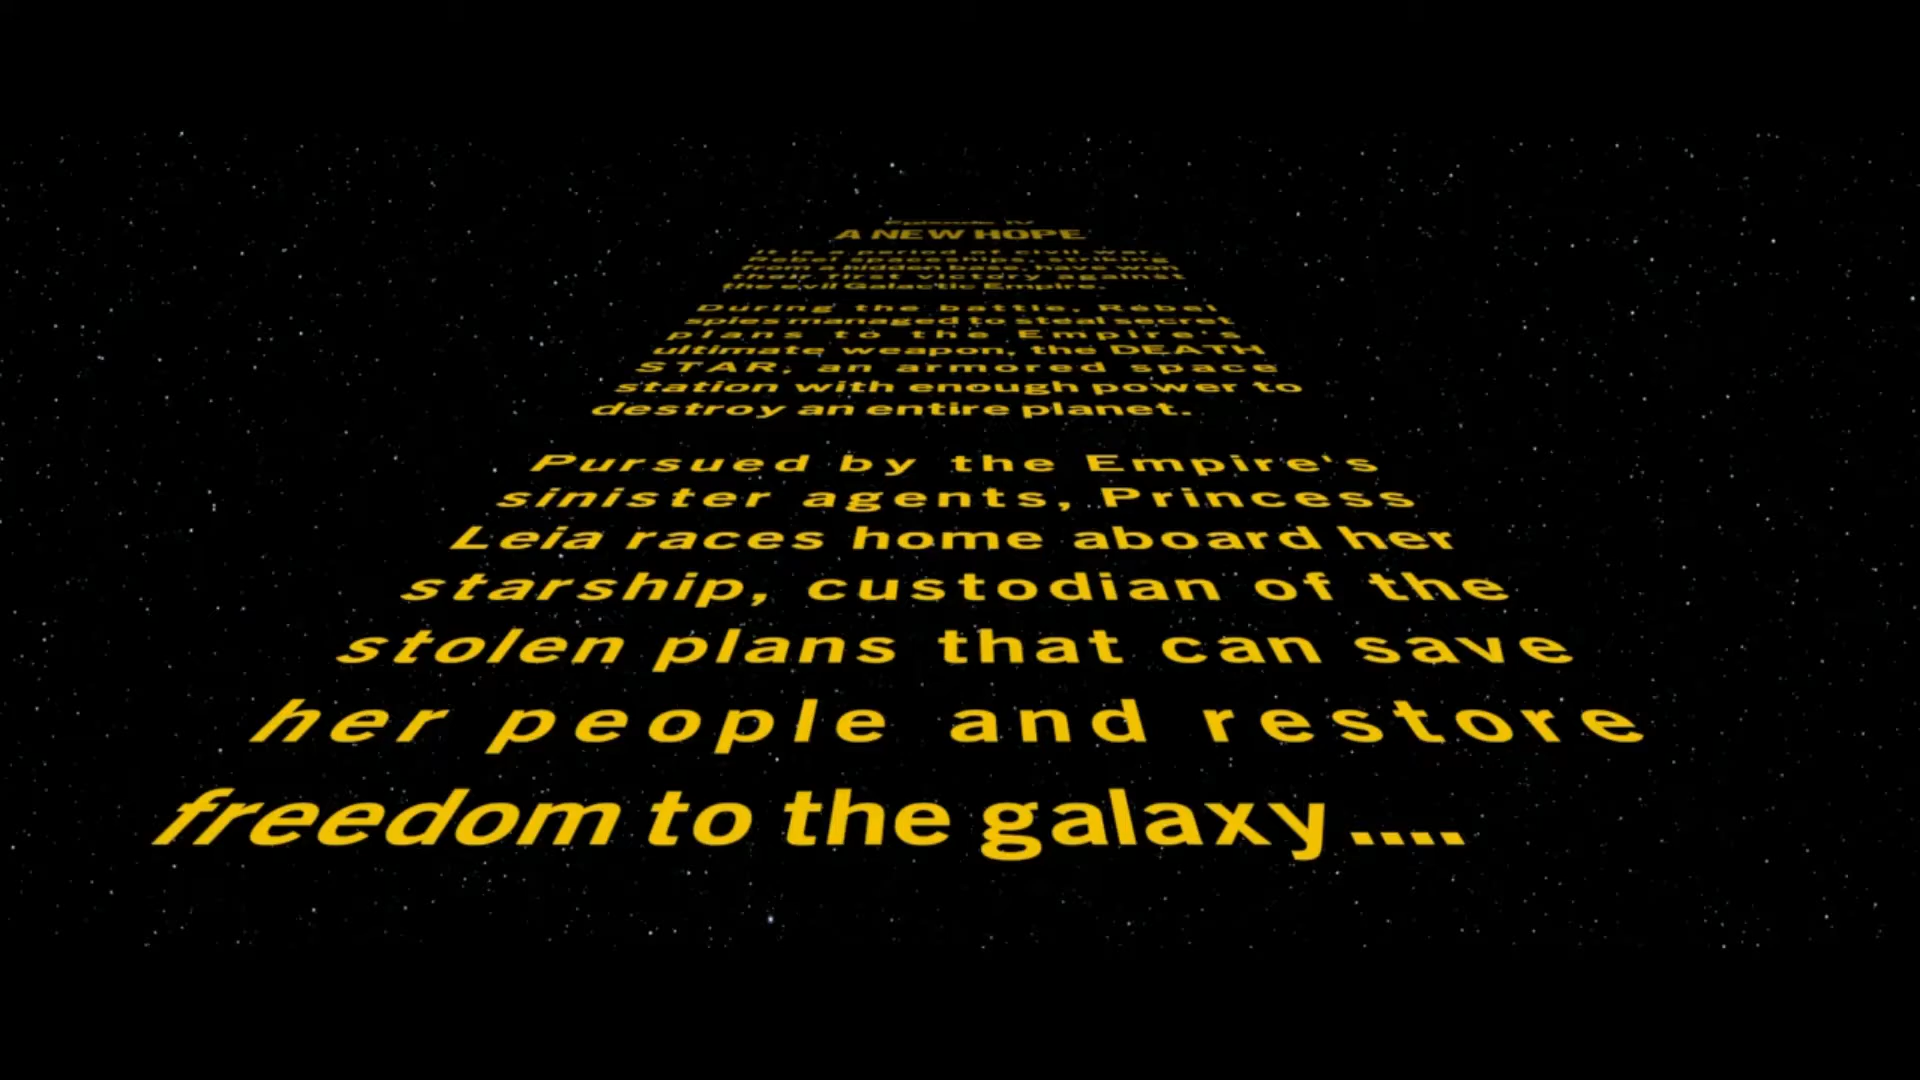 Episode IV
A NEW HOPE
It is a period of civil war.
Rebel spaceships, striking
from a hidden base, have won
their first victory against
the evil Galactic Empire.
During the battle, Rebel
spies managed to steal secret
plans to the Empire's
ultimate weapon, the DEATH
STAR, an armored space
station with enough power to
destroy an entire planet.
Pursued by the Empire's
sinister agents, Princess
Leia races home aboard her
starship, custodian of the
stolen plans that can save
her people and restore
freedom to the galaxy....